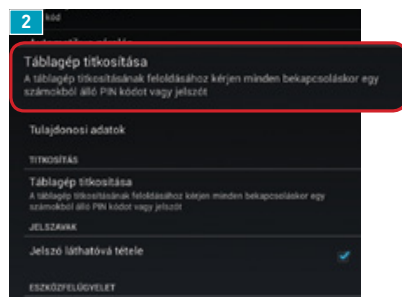 2
kód
Táblagép titkosítása
A táblagép titkosításának feloldásához kérjen minden bekapcsoláskor egy
számokból álló PIN kódot vagy jelszót
Tulajdonosi adatok
TITKOSÍTÁS
Táblagép titkosítása
A táblagép titkosításának feloldásához kérjen minden bekapcsoláskor egy
számokból álló PIN kódot vagy jelszót
JELSZAVAK
Jelszó láthatóvá tétele
ESZKÖZFELÜGYELET